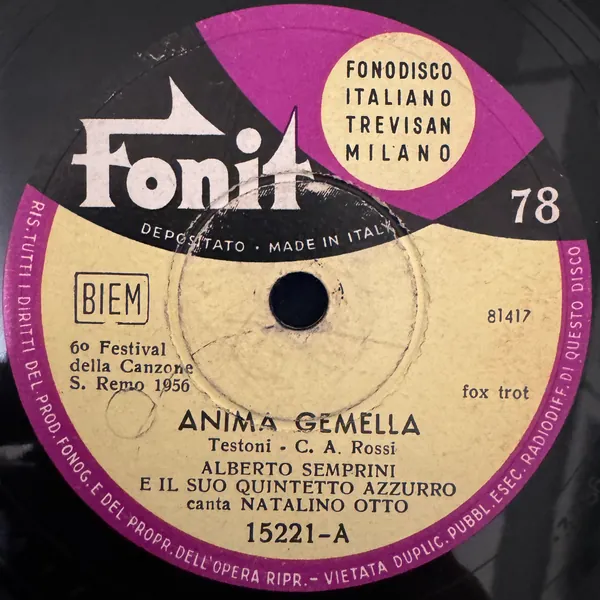 Fonit
FONODISCO
ITALIANO
TREVISAN
MILANO
78
DEPOSITATO · MADE IN ITALY
BIEM
81417
6º Festival
della Canzone
S. Remo 1956
fox trot
ANIMA GEMELLA
Testoni - C. A. Rossi
ALBERTO SEMPRINI
E IL SUO QUINTETTO AZZURRO
canta NATALINO OTTO
15221-A
RIS. TUTTI I DIRITTI DEL PROD. FONOG. E DEL PROPR. DELL'OPERA RIPR. - VIETATA DUPLIC. PUBBL. ESEC. RADIODIFF. DI QUESTO DISCO